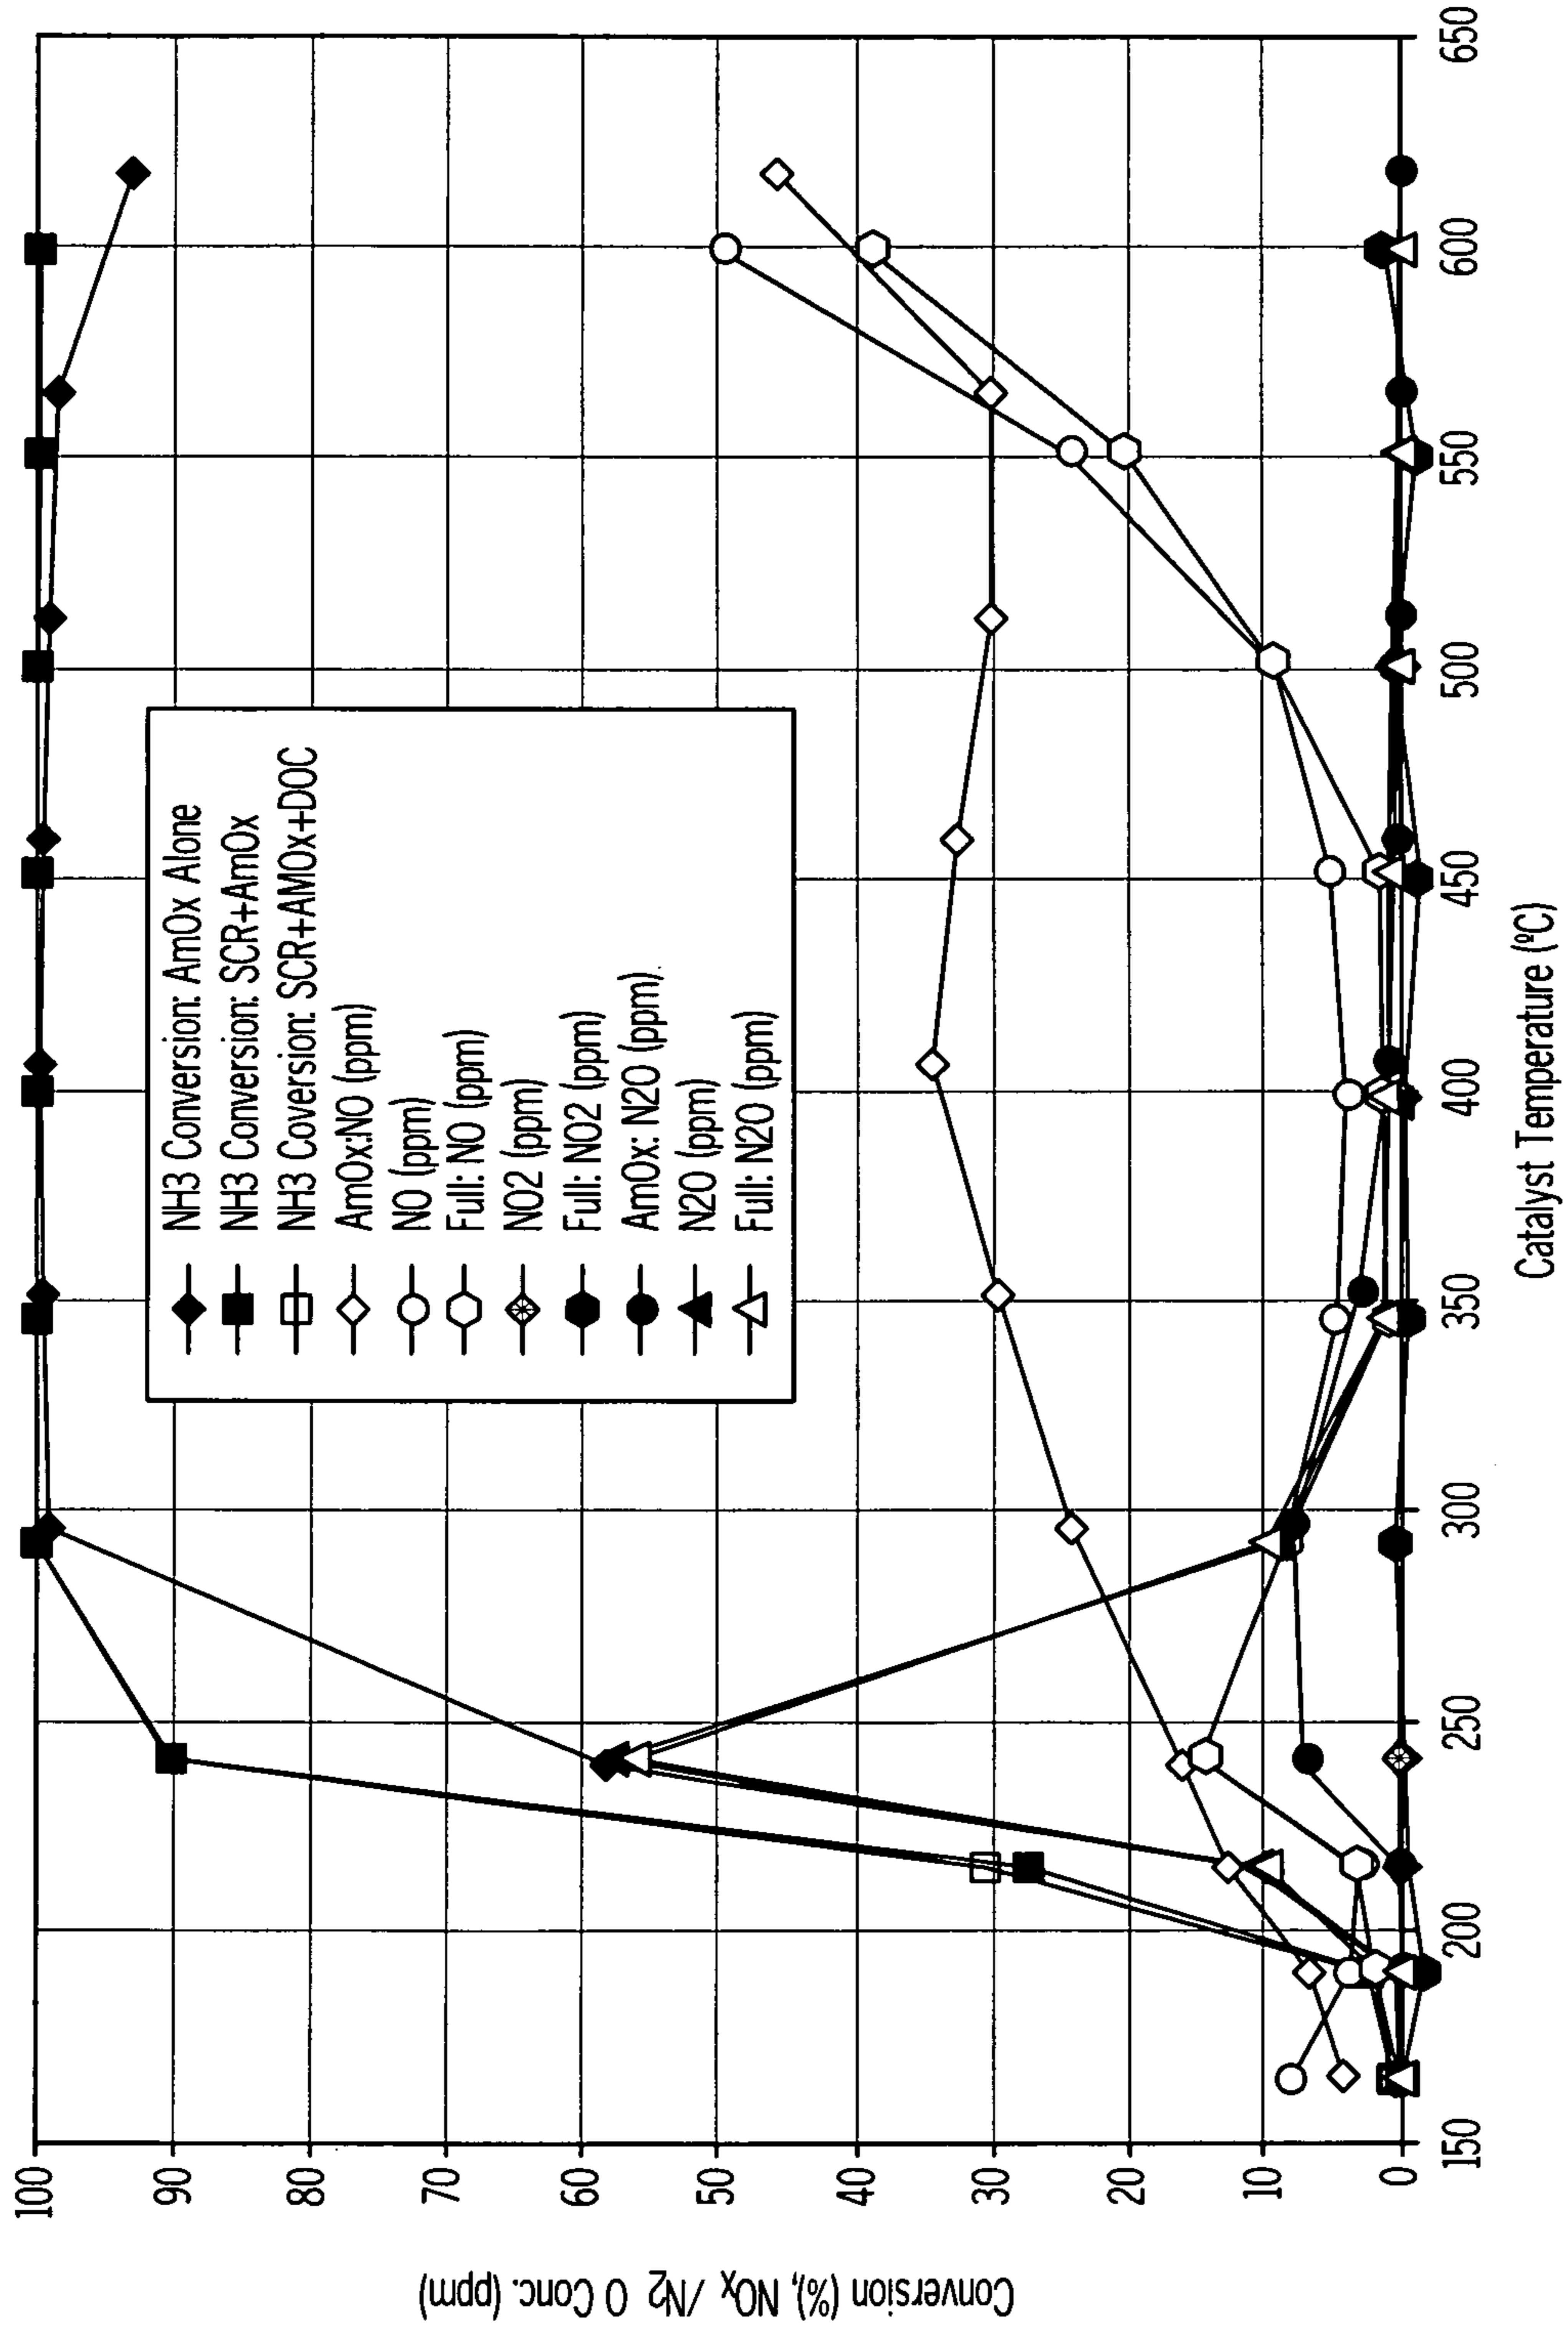 100
90
80
70
60
50
40
30
20
10
0
Conversion (%), NOx /N2 O Conc. (ppm)
NH3 Conversion: AmOx Alone
NH3 Conversion: SCR+AmOx
NH3 Coversion: SCR+AMOx+DOC
AmOx:NO (ppm)
NO (ppm)
Full: NO (ppm)
NO2 (ppm)
Full: NO2 (ppm)
AmOx: N2O (ppm).
N2O (ppm)
Full: N2O (ppm)
150
200
250
300
350
400
450
500
550
600
650
Catalyst Temperature (ºC)